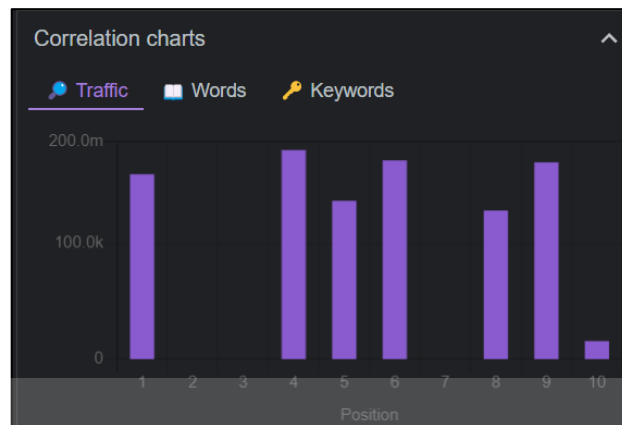 Correlation charts
Traffic Words Keywords
200.0m
100.0k
0
1 2 3 4 5 6 7 8 9 10
Position